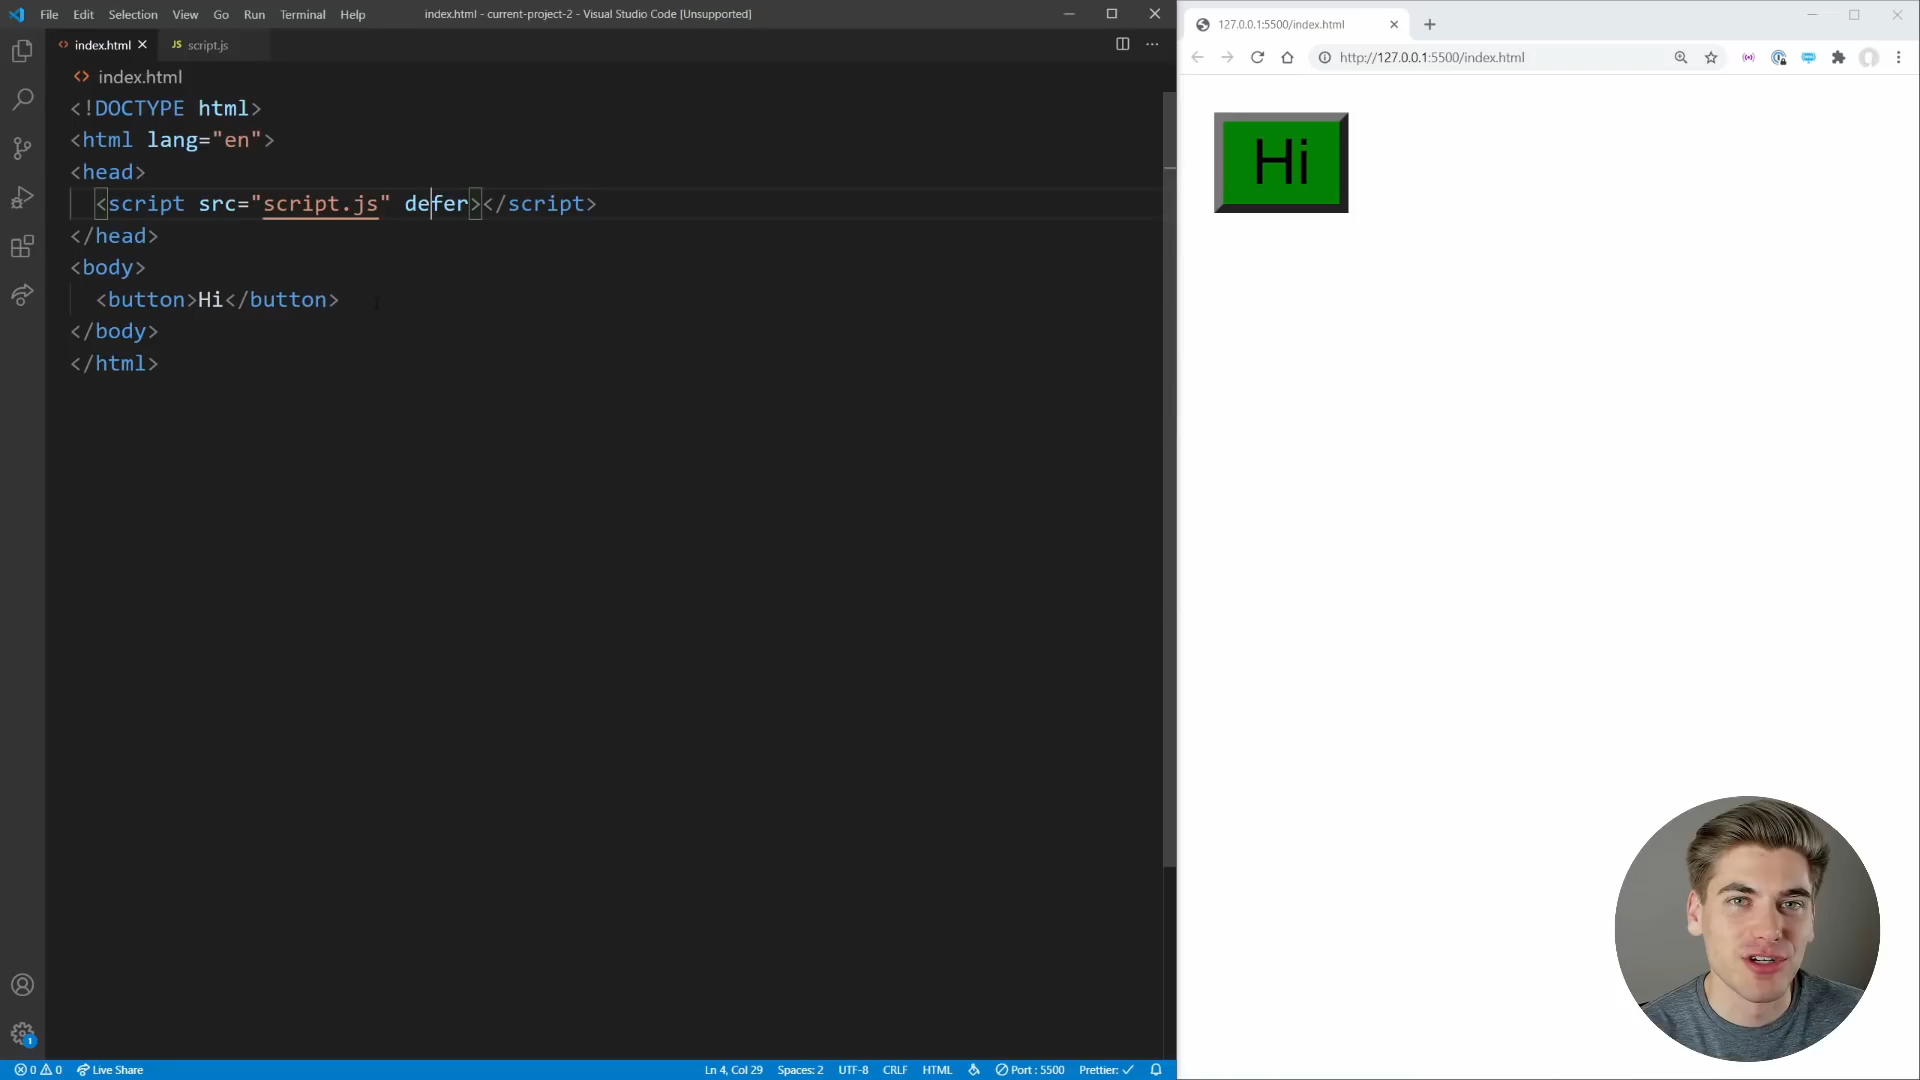 File Edit Selection View Go Run Terminal Help
index.html - current-project-2 - Visual Studio Code [Unsupported]
index.html
JS script.js
index.html
<!DOCTYPE html>
<html lang="en">
<head>
<script src="script.js" defer></script>
</head>
<body>
<button>Hi</button>
</body>
</html>
1
0 0 Live Share
Ln 4, Col 29 Spaces: 2 UTF-8 CRLF HTML Port : 5500 Prettier: ✓
127.0.0.1:5500/index.html
http://127.0.0.1:5500/index.html
Hi